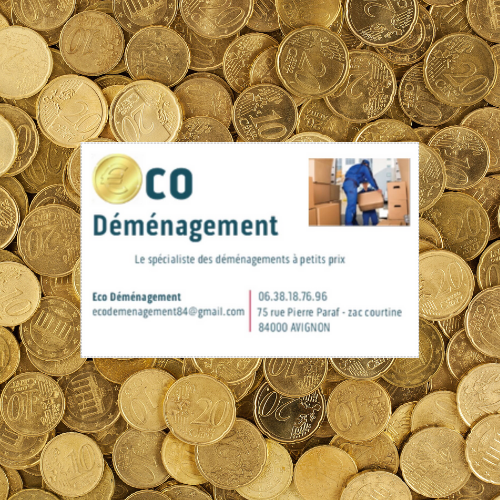 eco
Déménagement
Le spécialiste des déménagements à petits prix
Eco Déménagement
ecodemenagement84@gmail.com
06.38.18.76.96
75 rue Pierre Paraf - zac courtine
84000 AVIGNON